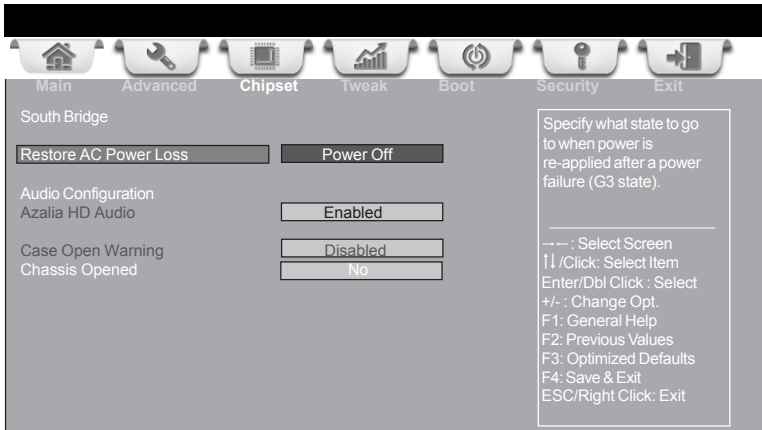 Main Advanced Chipset Tweak Boot Security Exit
South Bridge
Restore AC Power Loss Power Off
Audio Configuration
Azalia HD Audio Enabled
Case Open Warning Disabled
Chassis Opened No
Specify what state to go
to when power is
re-applied after a power
failure (G3 state).
→←: Select Screen
↑↓/Click: Select Item
Enter/Dbl Click : Select
+/- : Change Opt.
F1: General Help
F2: Previous Values
F3: Optimized Defaults
F4: Save & Exit
ESC/Right Click: Exit